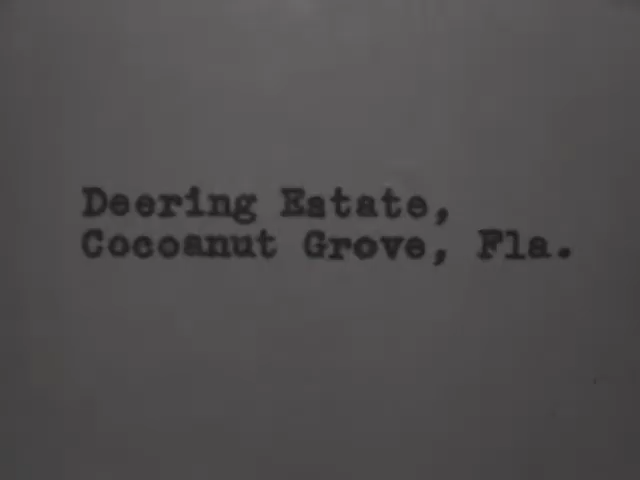 Deering Estate,
Cocoanut Grove, Fla.